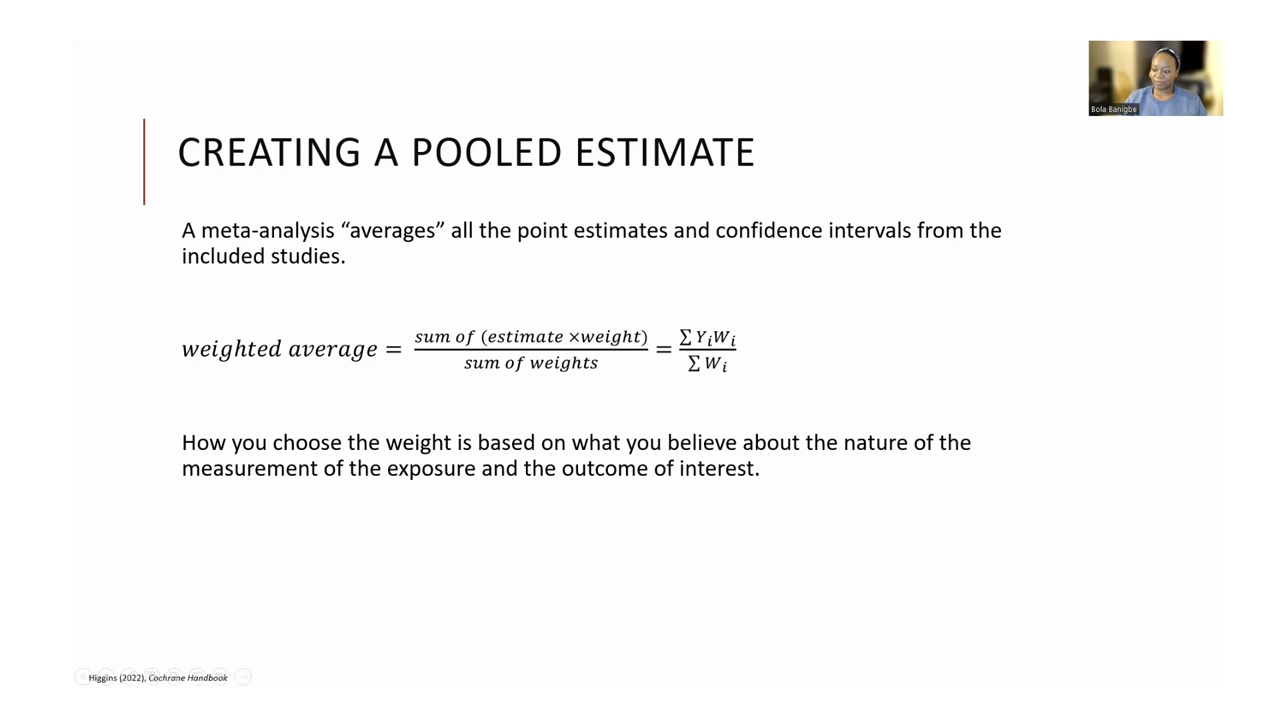 Bola Banigbe
CREATING A POOLED ESTIMATE
A meta-analysis “averages” all the point estimates and confidence intervals from the
included studies.
weighted average = sum of (estimate ×weight) / sum of weights = ∑ YᵢWᵢ / ∑ Wᵢ
How you choose the weight is based on what you believe about the nature of the
measurement of the exposure and the outcome of interest.
Higgins (2022), Cochrane Handbook